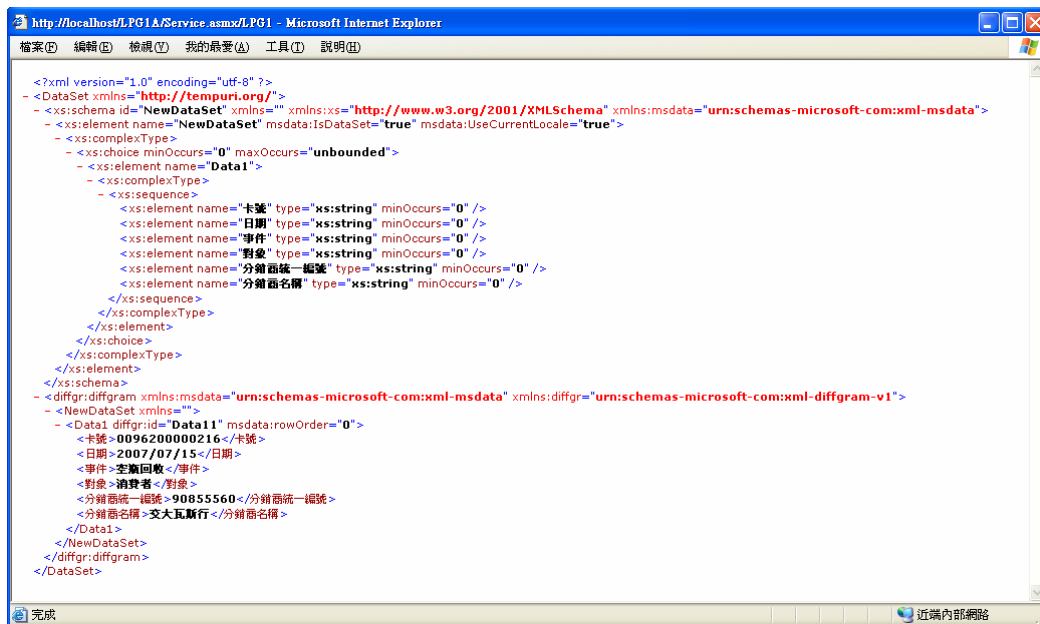 http://localhost/LPG1A/Service.asmx/LPG1 - Microsoft Internet Explorer
檔案(F) 編輯(E) 檢視(V) 我的最愛(A) 工具(T) 說明(H)
<?xml version="1.0" encoding="utf-8" ?>
- <DataSet xmlns="http://tempuri.org/">
- <xs:schema id="NewDataSet" xmlns="" xmlns:xs="http://www.w3.org/2001/XMLSchema" xmlns:msdata="urn:schemas-microsoft-com:xml-msdata">
- <xs:element name="NewDataSet" msdata:IsDataSet="true" msdata:UseCurrentLocale="true">
- <xs:complexType>
- <xs:choice minOccurs="0" maxOccurs="unbounded">
- <xs:element name="Data1">
- <xs:complexType>
- <xs:sequence>
<xs:element name="卡號" type="xs:string" minOccurs="0" />
<xs:element name="日期" type="xs:string" minOccurs="0" />
<xs:element name="事件" type="xs:string" minOccurs="0" />
<xs:element name="對象" type="xs:string" minOccurs="0" />
<xs:element name="分銷商統一編號" type="xs:string" minOccurs="0" />
<xs:element name="分銷商名稱" type="xs:string" minOccurs="0" />
</xs:sequence>
</xs:complexType>
</xs:element>
</xs:choice>
</xs:complexType>
</xs:element>
</xs:schema>
- <diffgr:diffgram xmlns:msdata="urn:schemas-microsoft-com:xml-msdata" xmlns:diffgr="urn:schemas-microsoft-com:xml-diffgram-v1">
- <NewDataSet xmlns="">
- <Data1 diffgr:id="Data11" msdata:rowOrder="0">
<卡號>0096200000216</卡號>
<日期>2007/07/15</日期>
<事件>空瓶回收</事件>
<對象>消費者</對象>
<分銷商統一編號>90855560</分銷商統一編號>
<分銷商名稱>交大瓦斯行</分銷商名稱>
</Data1>
</NewDataSet>
</diffgr:diffgram>
</DataSet>
完成 近端內部網路